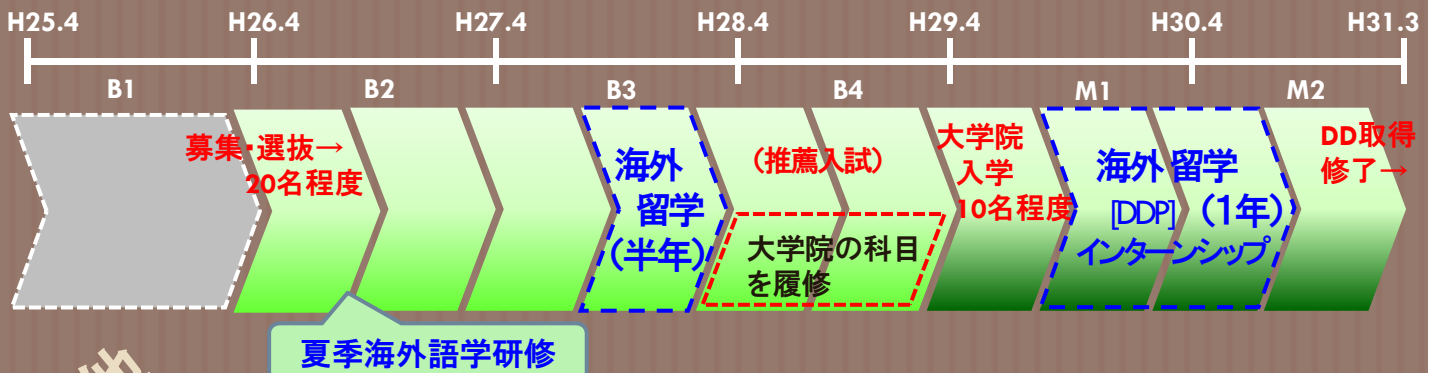 H25.4 H26.4 H27.4 H28.4 H29.4 H30.4 H31.3
B1 B2 B3 B4 M1 M2
募集・選抜→
20名程度
海外
留学
(半年)
(推薦入試)
大学院の科目
を履修
大学院
入学
10名程度
海外留学
[DDP] (1年)
インターンシップ
DD取得
修了→
夏季海外語学研修